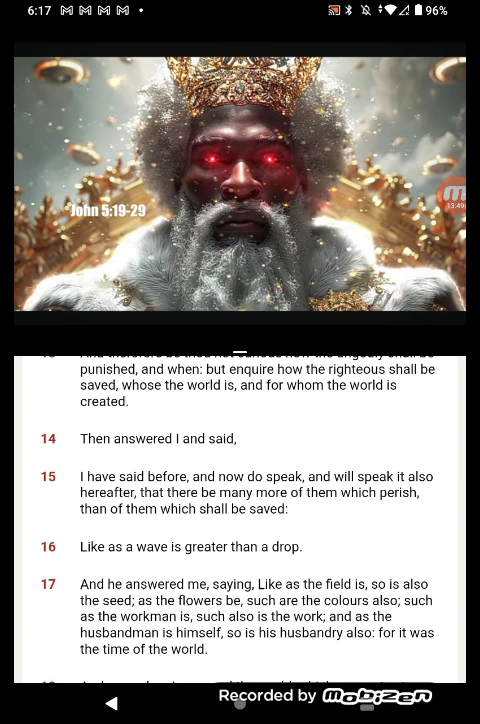 6:17
96%
John 5:19-29
13:49
punished, and when: but enquire how the righteous shall be
saved, whose the world is, and for whom the world is
created.
14 Then answered I and said,
15 I have said before, and now do speak, and will speak it also
hereafter, that there be many more of them which perish,
than of them which shall be saved:
16 Like as a wave is greater than a drop.
17 And he answered me, saying, Like as the field is, so is also
the seed; as the flowers be, such are the colours also; such
as the workman is, such also is the work; and as the
husbandman is himself, so is his husbandry also: for it was
the time of the world.
Recorded by mobizen